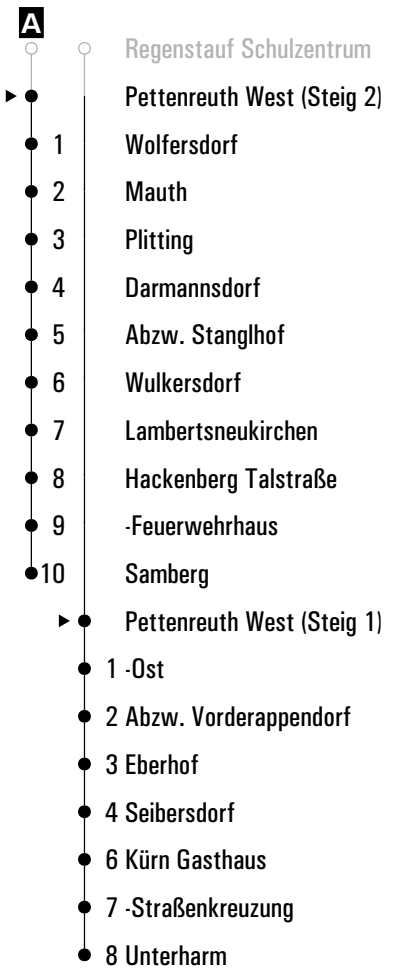 A
Regenstauf Schulzentrum
Pettenreuth West (Steig 2)
1 Wolfersdorf
2 Mauth
3 Plitting
4 Darmannsdorf
5 Abzw. Stanglhof
6 Wulkersdorf
7 Lambertsneukirchen
8 Hackenberg Talstraße
9 -Feuerwehrhaus
10 Samberg
Pettenreuth West (Steig 1)
1 -Ost
2 Abzw. Vorderappendorf
3 Eberhof
4 Seibersdorf
6 Kürn Gasthaus
7 -Straßenkreuzung
8 Unterharm